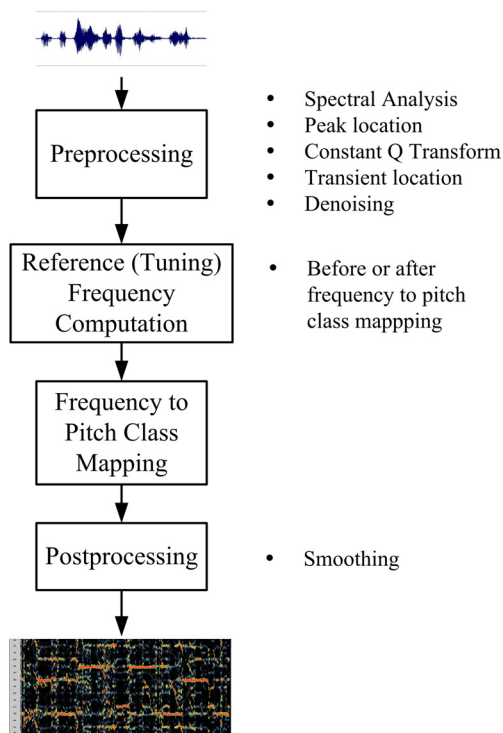 Preprocessing
• Spectral Analysis
• Peak location
• Constant Q Transform
• Transient location
• Denoising
Reference (Tuning)
Frequency
Computation
• Before or after
frequency to pitch
class mappping
Frequency to
Pitch Class
Mapping
Postprocessing
• Smoothing